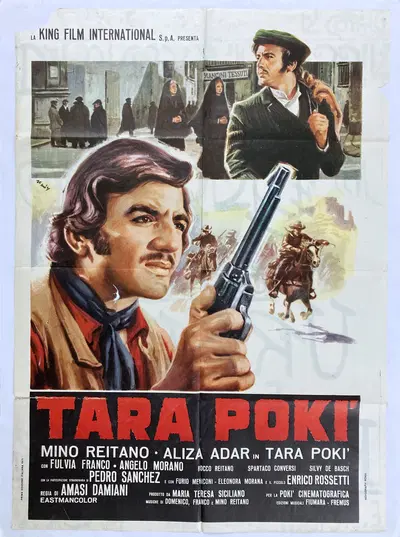 LA KING FILM INTERNATIONAL S.p.A. PRESENTA
MANCINI TESSUTI
TARA POKI'
MINO REITANO · ALIZA ADAR IN TARA POKI'
CON FULVIA FRANCO · ANGELO MORANO ROCCO REITANO SPARTACO CONVERSI SILVY DE BASCH
CON LA PARTECIPAZIONE STRAORDINARIA DI PEDRO SANCHEZ E CON FURIO MERICONI · ELEONORA MORANA E IL PICCOLO ENRICO ROSSETTI
REGIA DI AMASI DAMIANI
EASTMANCOLOR
PRODOTTO DA MARIA TERESA SICILIANO PER LA POKI' CINEMATOGRAFICA
MUSICHE DI DOMENICO, FRANCO E MINO REITANO EDIZIONI MUSICALI FIUMARA - FREMUS